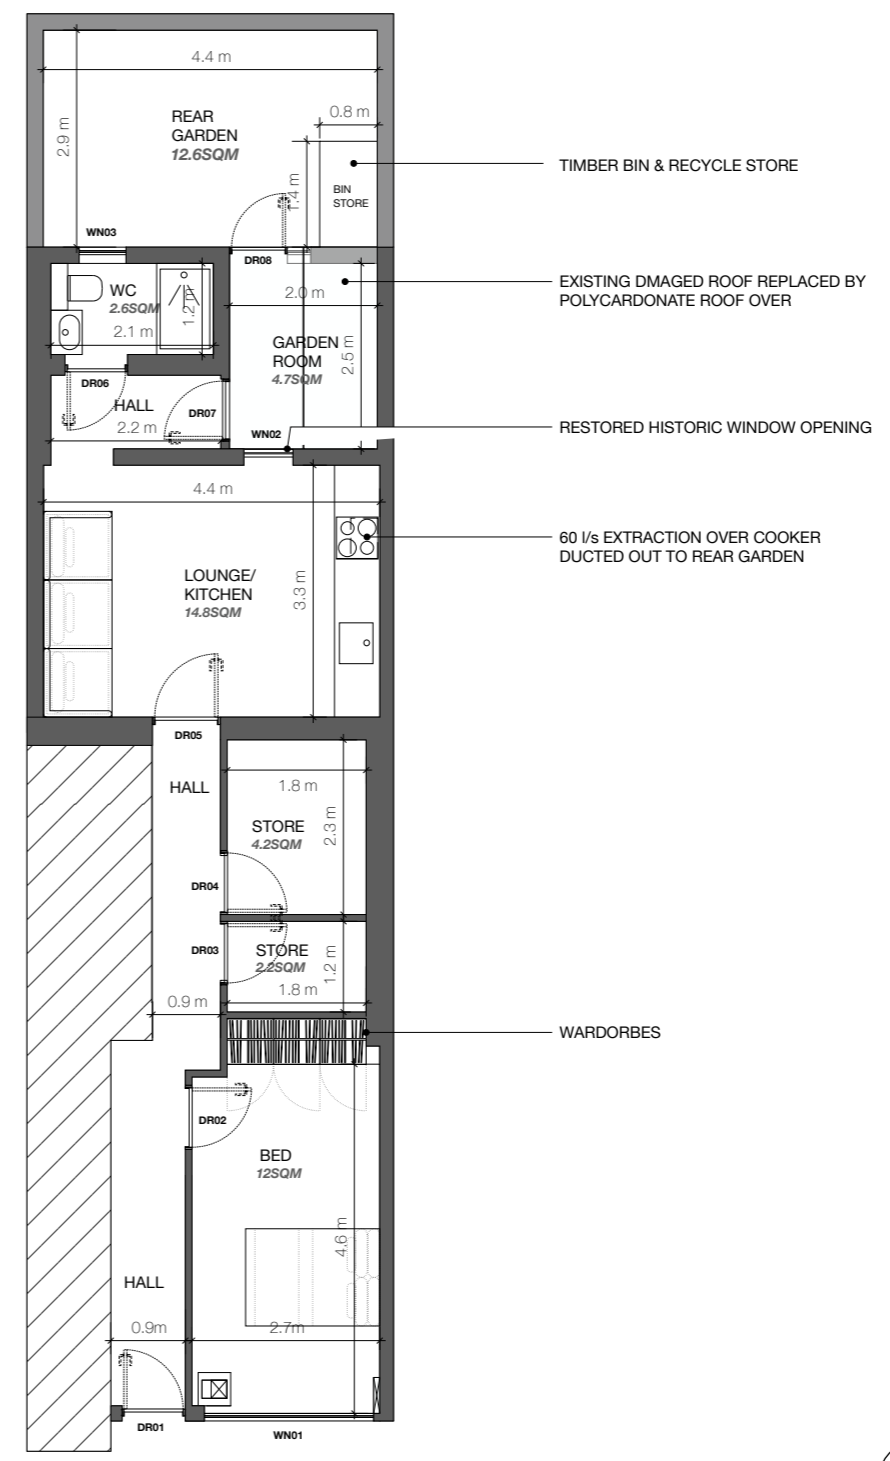 4.4 m
2.9 m
REAR
GARDEN
12.6SQM
0.8 m
1.4 m
BIN
STORE
TIMBER BIN & RECYCLE STORE
WN03
DR08
WC
2.6SQM
1.2 m
2.1 m
2.0 m
EXISTING DMAGED ROOF REPLACED BY
POLYCARDONATE ROOF OVER
GARDEN
ROOM
4.7SQM
2.5 m
DR06
HALL
DR07
2.2 m
WN02
RESTORED HISTORIC WINDOW OPENING
4.4 m
60 l/s EXTRACTION OVER COOKER
DUCTED OUT TO REAR GARDEN
LOUNGE/
KITCHEN
14.8SQM
3.3 m
DR05
HALL
1.8 m
STORE
4.2SQM
2.3 m
DR04
DR03
STORE
2.2SQM
1.8 m
1.2 m
0.9 m
WARDORBES
DR02
BED
12SQM
4.6 m
HALL
0.9m
2.7m
DR01
WN01